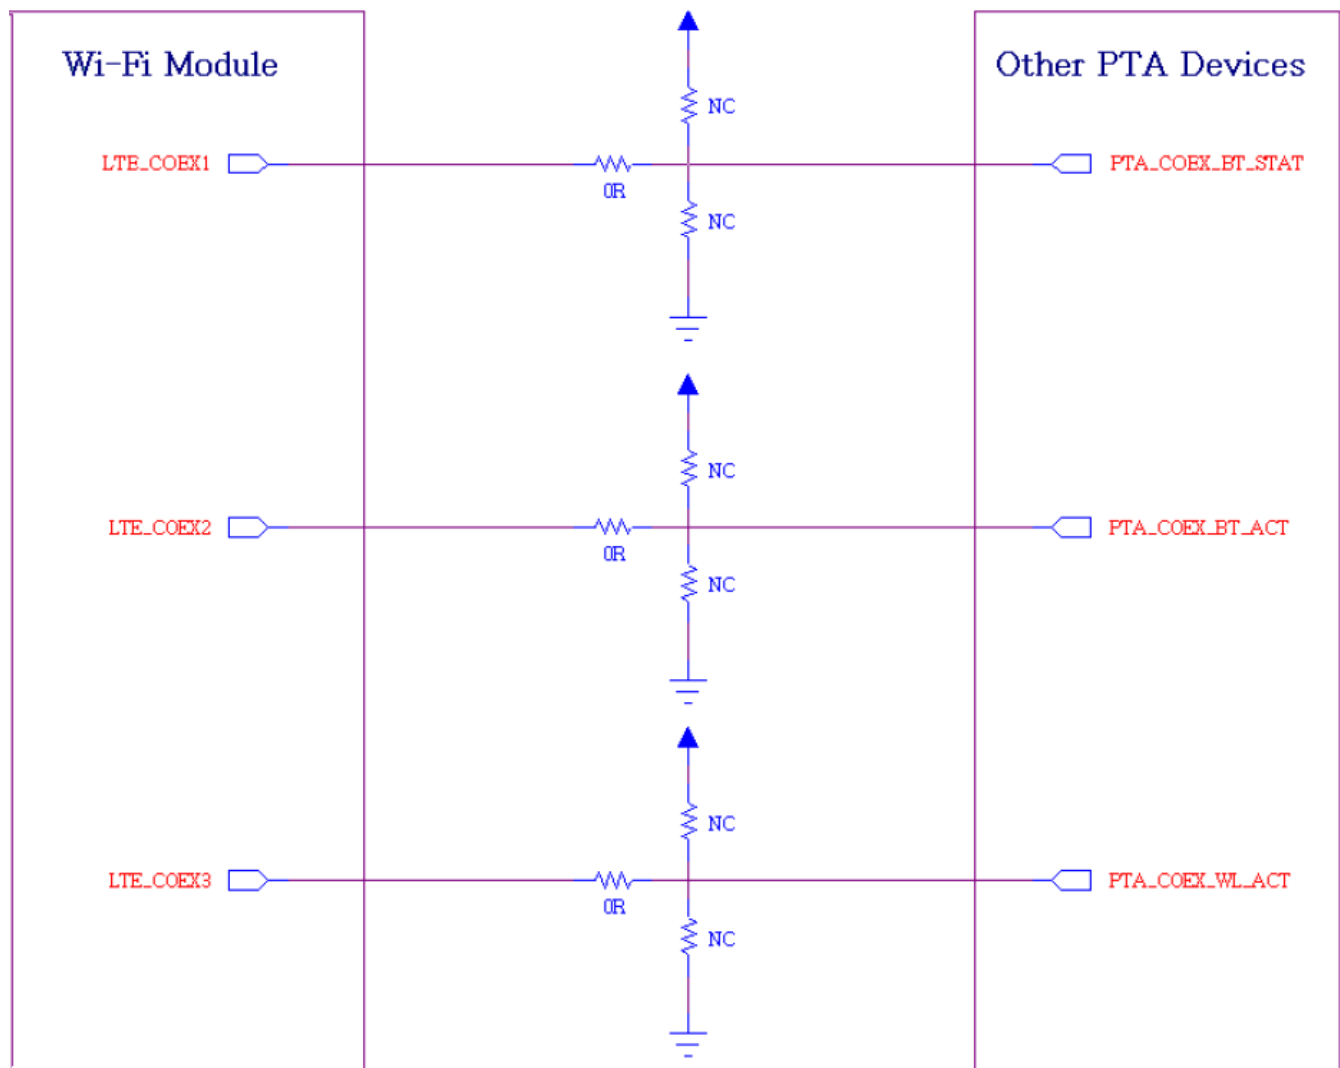 Wi-Fi Module
Other PTA Devices
NC
LTE_COEX1
PTA_COEX_BT_STAT
0R
NC
NC
LTE_COEX2
PTA_COEX_BT_ACT
0R
NC
NC
LTE_COEX3
PTA_COEX_WL_ACT
0R
NC